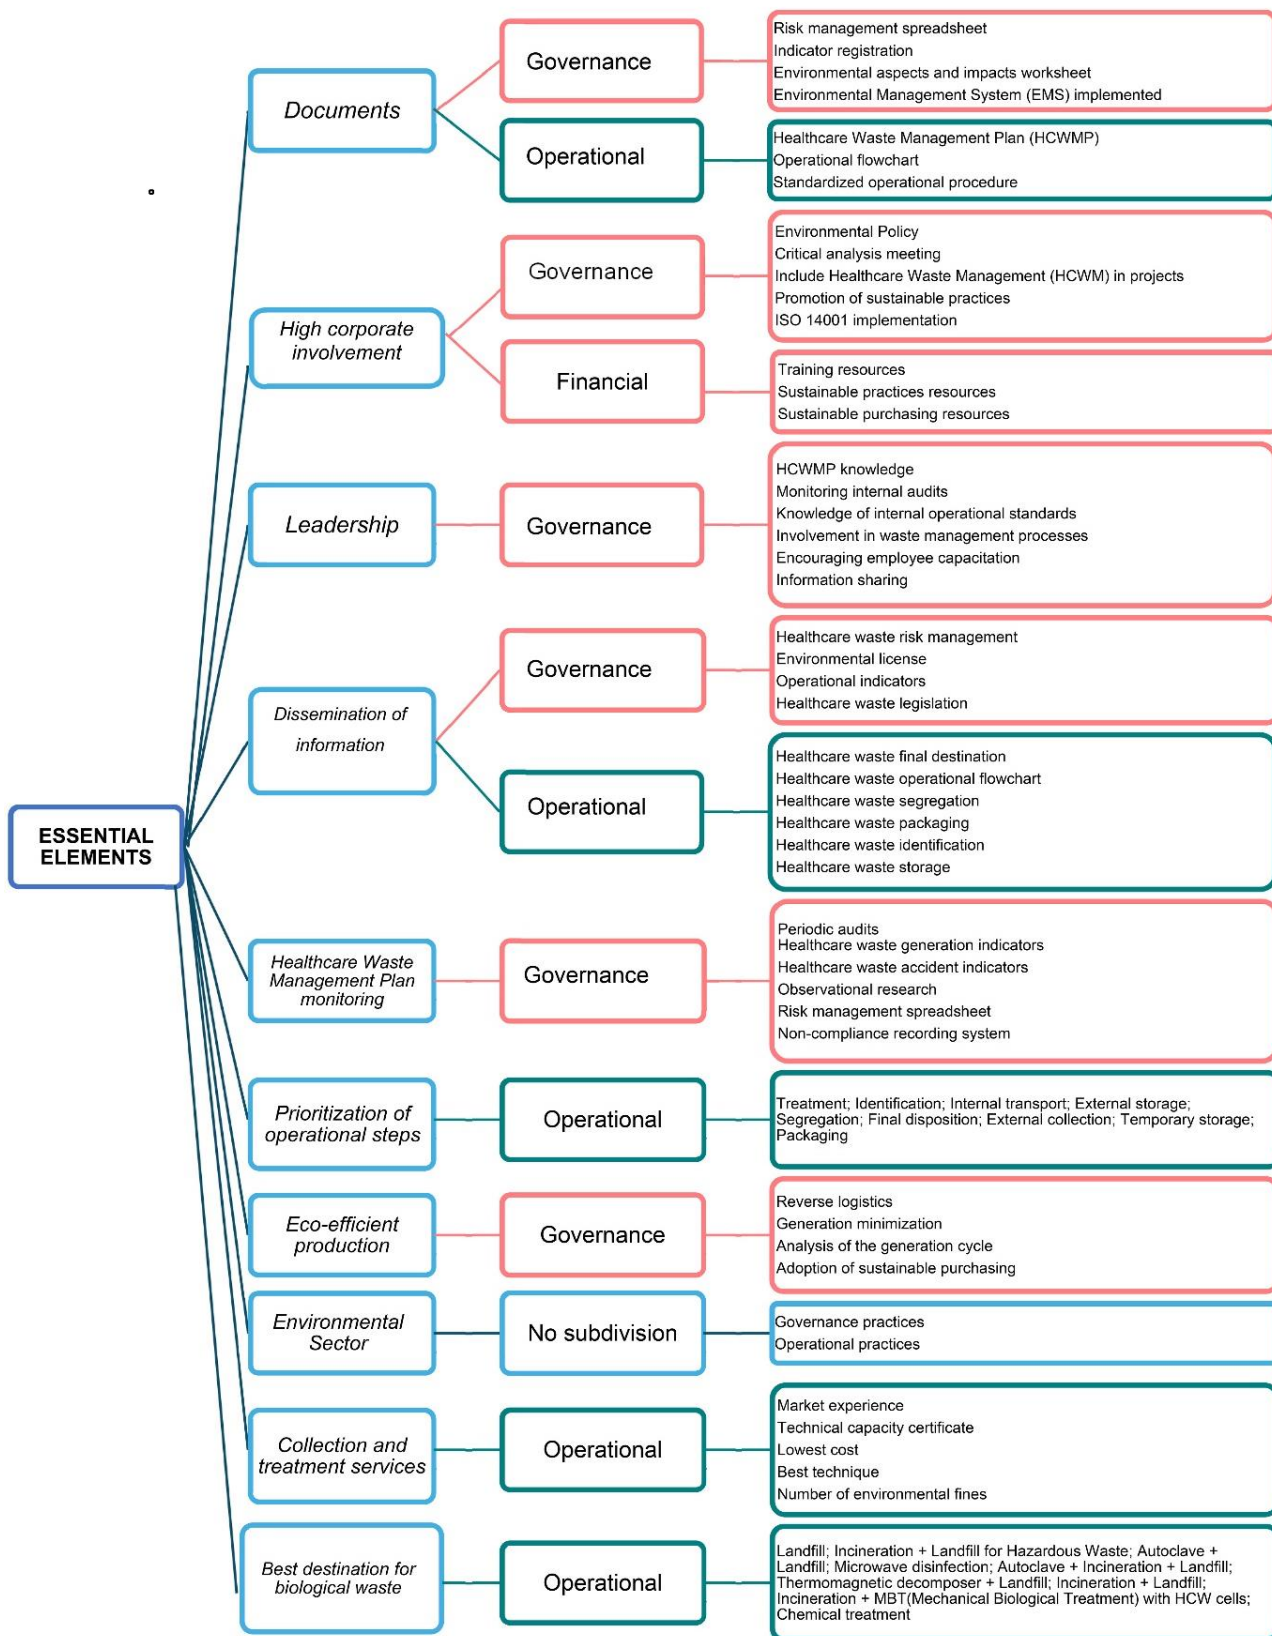 Documents
Governance
Risk management spreadsheet
Indicator registration
Environmental aspects and impacts worksheet
Environmental Management System (EMS) implemented
Operational
Healthcare Waste Management Plan (HCWMP)
Operational flowchart
Standardized operational procedure
High corporate
involvement
Governance
Environmental Policy
Critical analysis meeting
Include Healthcare Waste Management (HCWM) in projects
Promotion of sustainable practices
ISO 14001 implementation
Financial
Training resources
Sustainable practices resources
Sustainable purchasing resources
Leadership
Governance
HCWMP knowledge
Monitoring internal audits
Knowledge of internal operational standards
Involvement in waste management processes
Encouraging employee capacitation
Information sharing
Dissemination of
information
Governance
Healthcare waste risk management
Environmental license
Operational indicators
Healthcare waste legislation
Operational
Healthcare waste final destination
Healthcare waste operational flowchart
Healthcare waste segregation
Healthcare waste packaging
Healthcare waste identification
Healthcare waste storage
ESSENTIAL
ELEMENTS
Healthcare Waste
Management Plan
monitoring
Governance
Periodic audits
Healthcare waste generation indicators
Healthcare waste accident indicators
Observational research
Risk management spreadsheet
Non-compliance recording system
Prioritization of
operational steps
Operational
Treatment; Identification; Internal transport; External storage;
Segregation; Final disposition; External collection; Temporary storage;
Packaging
Eco-efficient
production
Governance
Reverse logistics
Generation minimization
Analysis of the generation cycle
Adoption of sustainable purchasing
Environmental
Sector
No subdivision
Governance practices
Operational practices
Collection and
treatment services
Operational
Market experience
Technical capacity certificate
Lowest cost
Best technique
Number of environmental fines
Best destination for
biological waste
Operational
Landfill; Incineration + Landfill for Hazardous Waste; Autoclave +
Landfill; Microwave disinfection; Autoclave + Incineration + Landfill;
Thermomagnetic decomposer + Landfill; Incineration + Landfill;
Incineration + MBT(Mechanical Biological Treatment) with HCW cells;
Chemical treatment